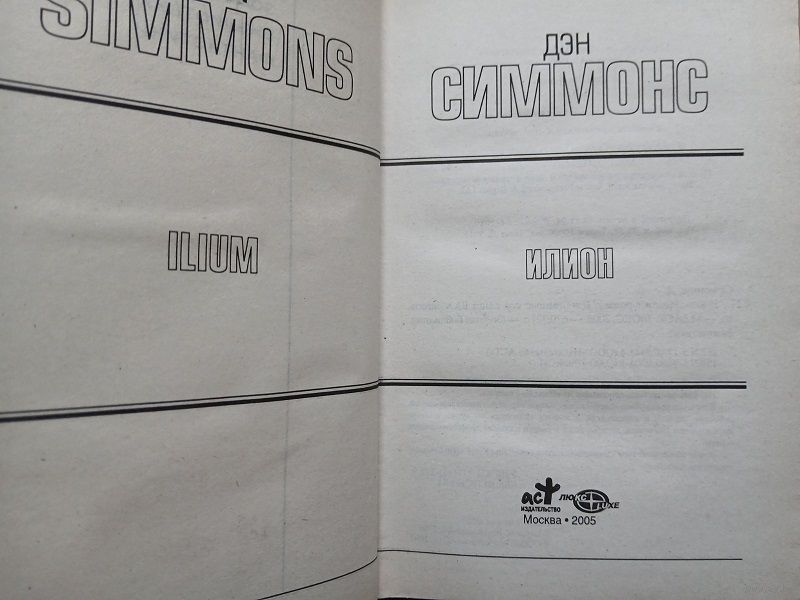 SIMMONS
ILIUM
ДЭН
СИММОНС
ИЛИОН
аст
ИЗДАТЕЛЬСТВО
ЛЮКС
LUXE
Москва • 2005